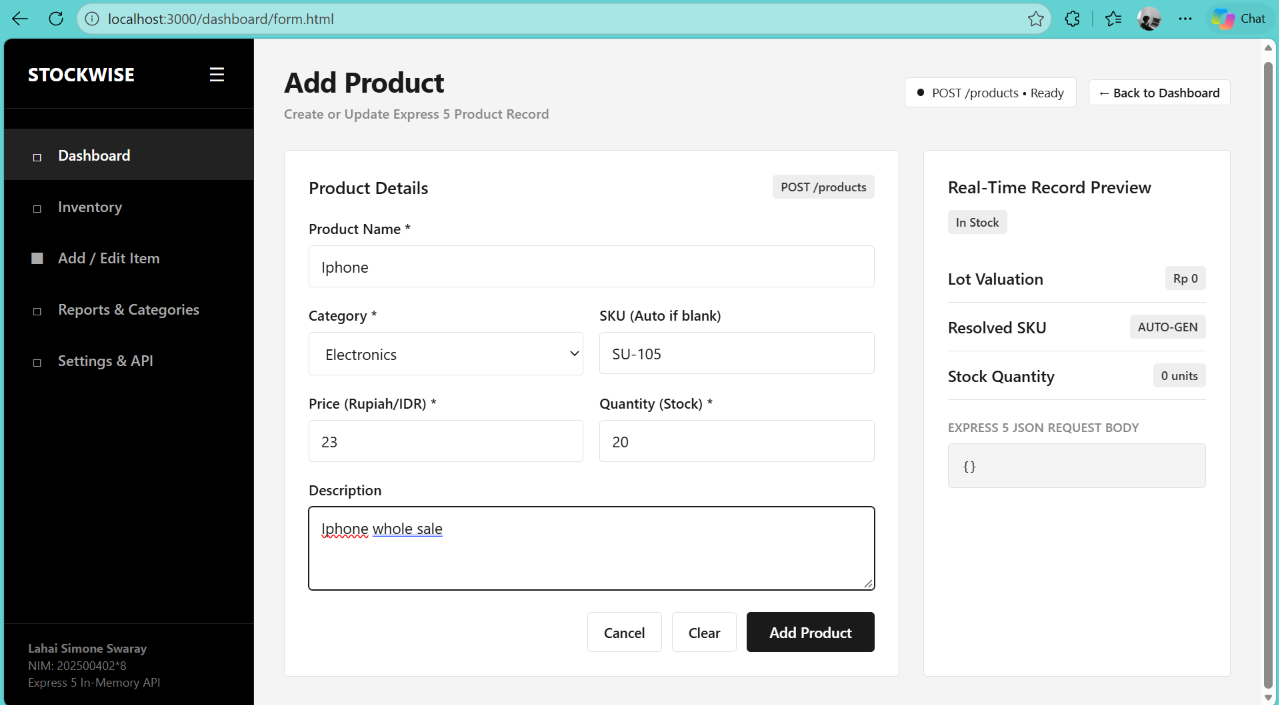 localhost:3000/dashboard/form.html
Chat
STOCKWISE
Dashboard
Inventory
Add / Edit Item
Reports & Categories
Settings & API
Lahai Simone Swaray
NIM: 202500402*8
Express 5 In-Memory API
Add Product
Create or Update Express 5 Product Record
POST /products • Ready
← Back to Dashboard
Product Details
POST /products
Product Name *
Iphone
Category *
SKU (Auto if blank)
Electronics
SU-105
Price (Rupiah/IDR) *
Quantity (Stock) *
23
20
Description
Iphone whole sale
Cancel
Clear
Add Product
Real-Time Record Preview
In Stock
Lot Valuation
Rp 0
Resolved SKU
AUTO-GEN
Stock Quantity
0 units
EXPRESS 5 JSON REQUEST BODY
{}